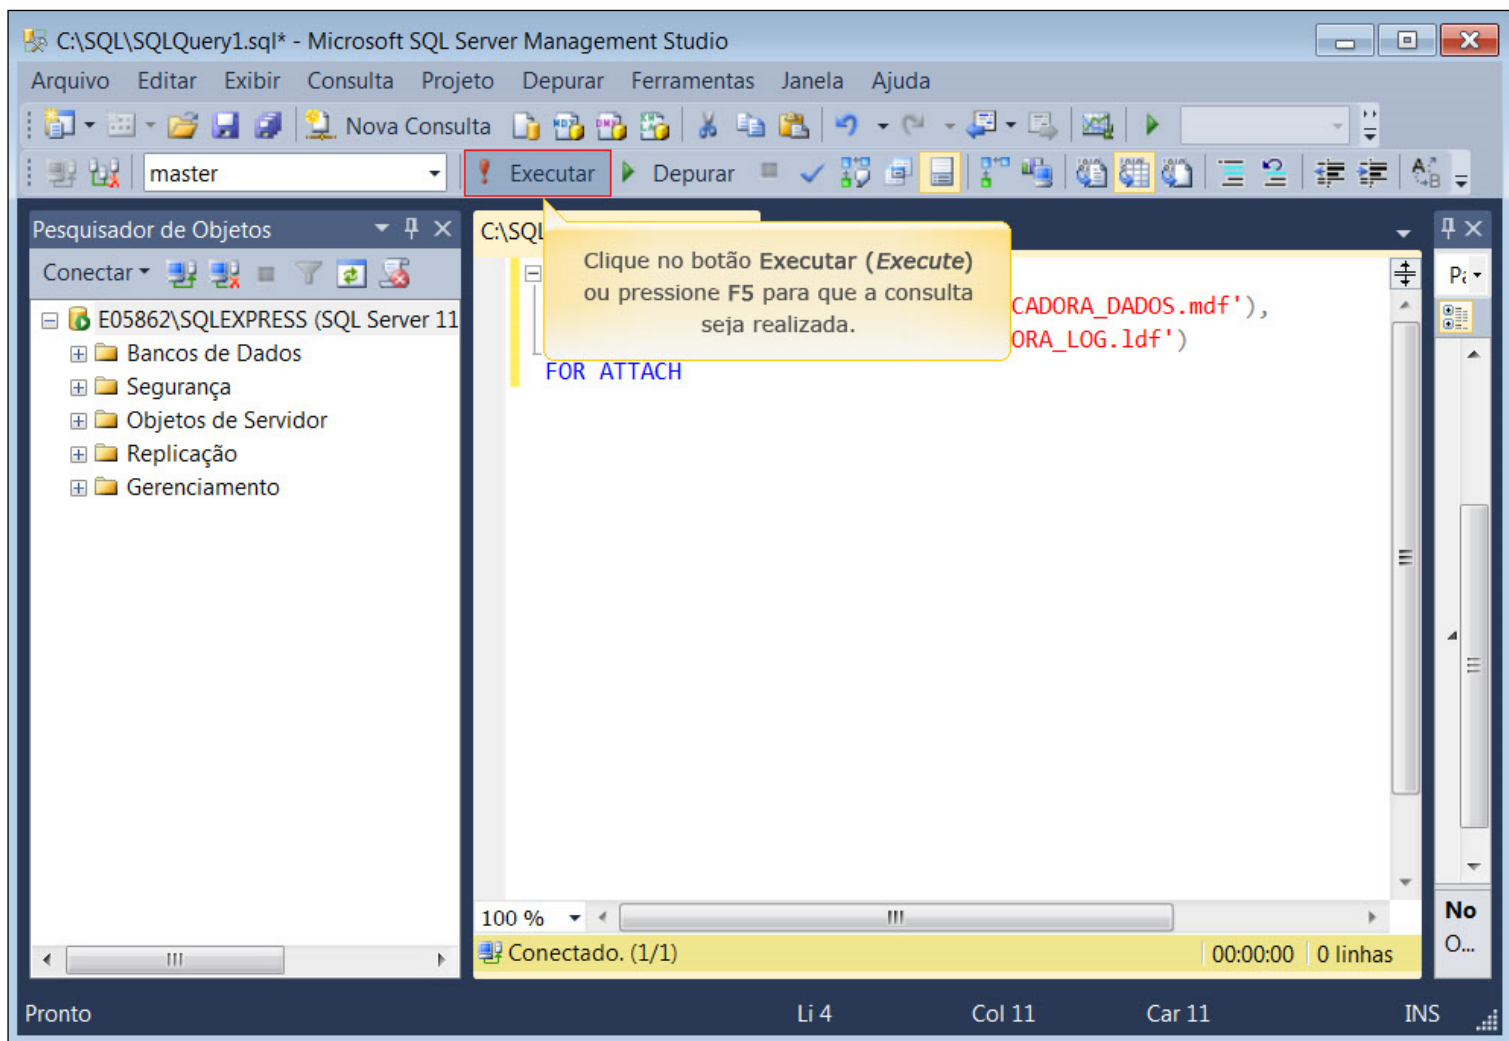 C:\SQL\SQLQuery1.sql* - Microsoft SQL Server Management Studio
Arquivo Editar Exibir Consulta Projeto Depurar Ferramentas Janela Ajuda
Nova Consulta
master Executar Depurar
Pesquisador de Objetos
Conectar
E05862\SQLEXPRESS (SQL Server 11
Bancos de Dados
Segurança
Objetos de Servidor
Replicação
Gerenciamento
C:\SQL
Clique no botão Executar (Execute)
ou pressione F5 para que a consulta
seja realizada.
CADORA_DADOS.mdf'),
ORA_LOG.ldf')
FOR ATTACH
100 %
Conectado. (1/1) 00:00:00 0 linhas
No
O...
Pronto Li 4 Col 11 Car 11 INS